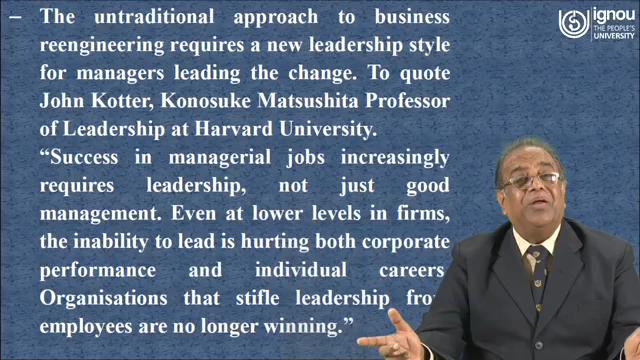 – The untraditional approach to business
reengineering requires a new leadership style
for managers leading the change. To quote
John Kotter, Konosuke Matsushita Professor
of Leadership at Harvard University.
“Success in managerial jobs increasingly
requires leadership, not just good
management. Even at lower levels in firms,
the inability to lead is hurting both corporate
performance and individual careers
Organisations that stifle leadership from
employees are no longer winning.”
ignou
THE PEOPLE'S
UNIVERSITY